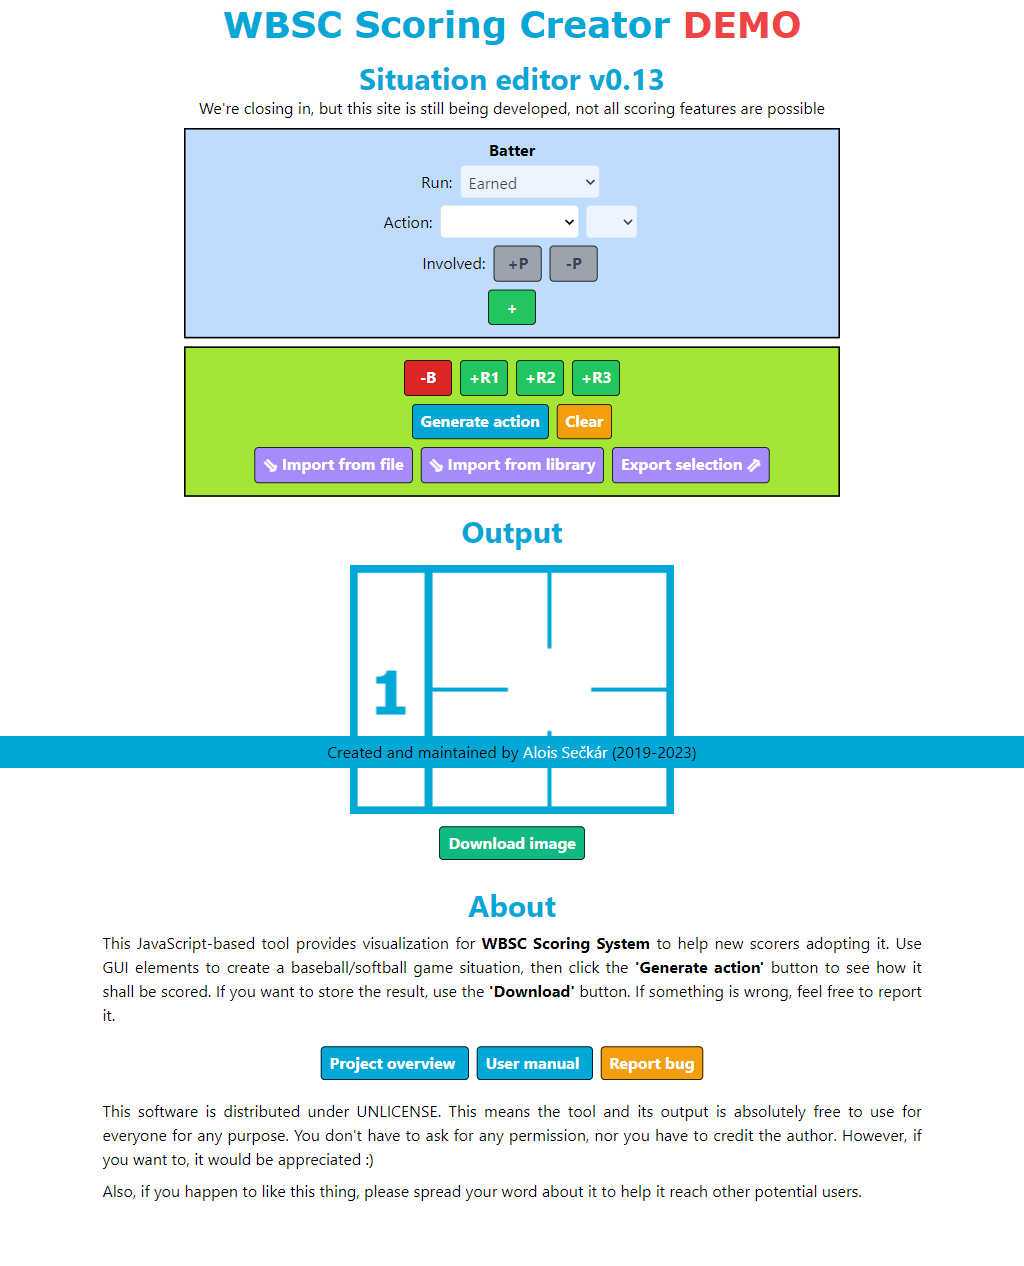 WBSC Scoring Creator DEMO
Situation editor v0.13
We're closing in, but this site is still being developed, not all scoring features are possible
Batter
Run: Earned
Action:
Involved: +P -P
+
-B +R1 +R2 +R3
Generate action Clear
⇘ Import from file ⇘ Import from library Export selection ⇗
Output
1
Created and maintained by Alois Sečkár (2019-2023)
Download image
About
This JavaScript-based tool provides visualization for WBSC Scoring System to help new scorers adopting it. Use
GUI elements to create a baseball/softball game situation, then click the 'Generate action' button to see how it
shall be scored. If you want to store the result, use the 'Download' button. If something is wrong, feel free to report
it.
Project overview User manual Report bug
This software is distributed under UNLICENSE. This means the tool and its output is absolutely free to use for
everyone for any purpose. You don't have to ask for any permission, nor you have to credit the author. However, if
you want to, it would be appreciated :)
Also, if you happen to like this thing, please spread your word about it to help it reach other potential users.